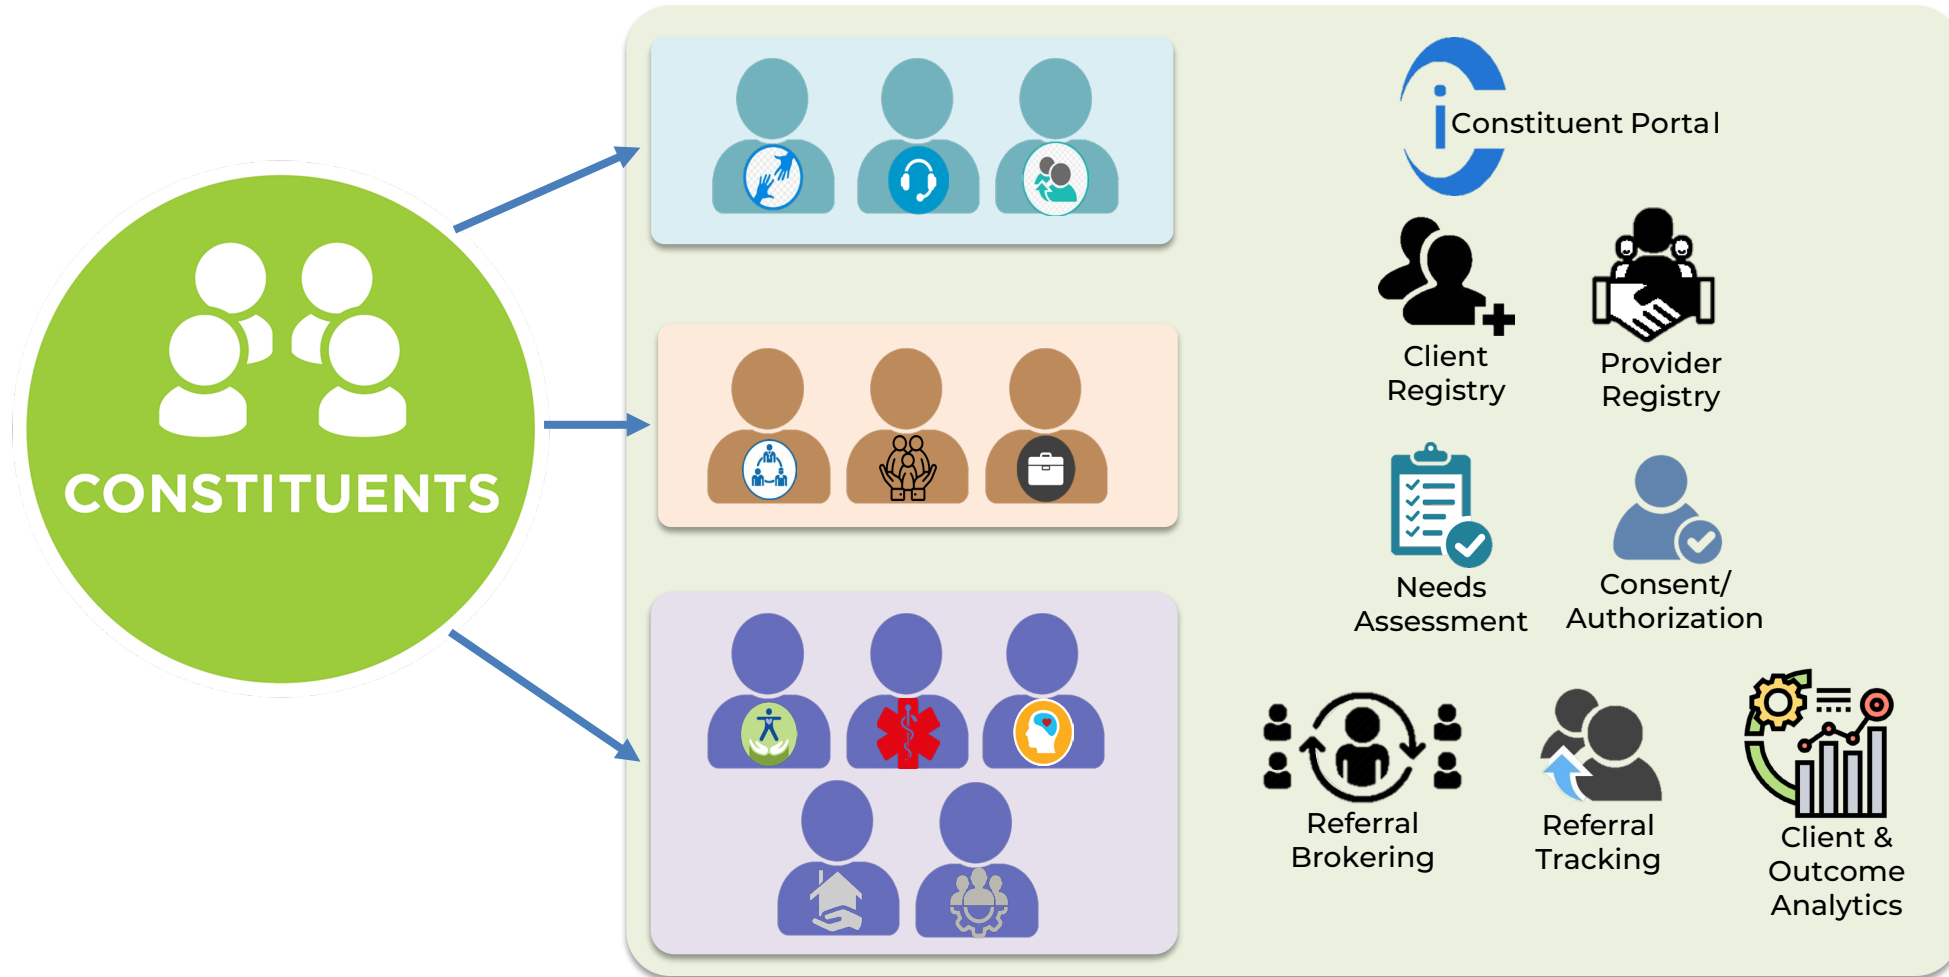 CONSTITUENTS
i Constituent Portal
Client
Registry
Provider
Registry
Needs
Assessment
Consent/
Authorization
Referral
Brokering
Referral
Tracking
Client &
Outcome
Analytics